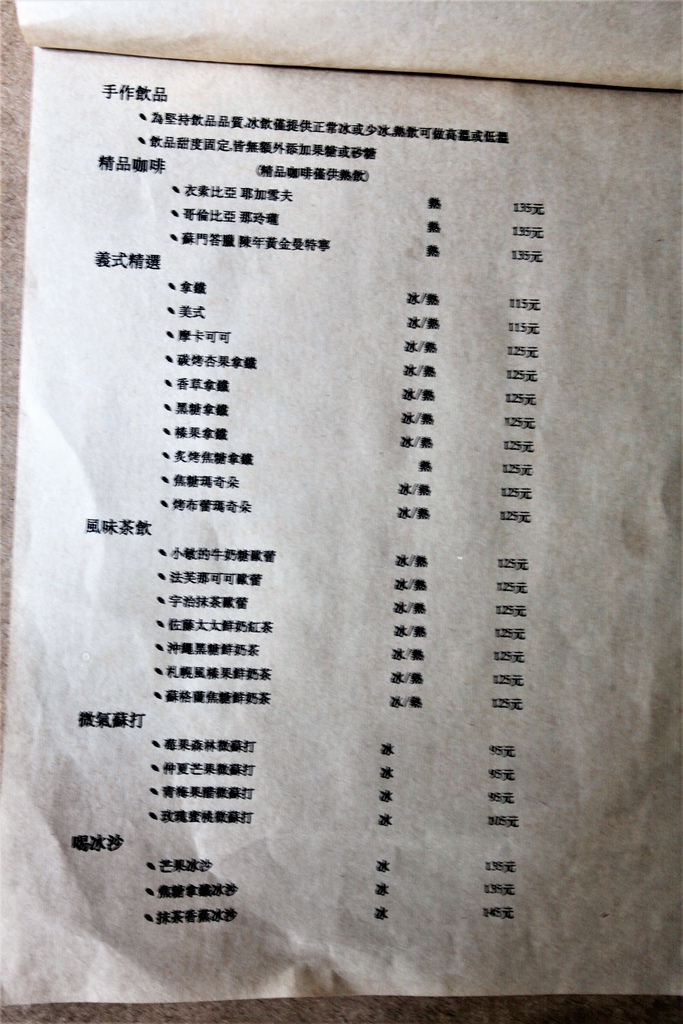 手作飲品
為堅持飲品品質,冰飲僅提供正常冰或少冰,熱飲可做高溫或低溫
飲品甜度固定,皆無額外添加果糖或砂糖
精品咖啡 (精品咖啡僅供熱飲)
衣索比亞 耶加雪夫 熱 135元
哥倫比亞 那玲瓏 熱 135元
蘇門答臘 陳年黃金曼特寧 熱 135元
義式精選
拿鐵 冰/熱 115元
美式 冰/熱 115元
摩卡可可 冰/熱 125元
碳烤杏果拿鐵 冰/熱 125元
香草拿鐵 冰/熱 125元
黑糖拿鐵 冰/熱 125元
榛果拿鐵 冰/熱 125元
炙烤焦糖拿鐵 熱 125元
焦糖瑪奇朵 冰/熱 125元
烤布蕾瑪奇朵 冰/熱 125元
風味茶飲
小敏的牛奶糖歐蕾 冰/熱 125元
法芙那可可歐蕾 冰/熱 125元
宇治抹茶歐蕾 冰/熱 125元
佐藤太太鮮奶紅茶 冰/熱 125元
沖繩黑糖鮮奶茶 冰/熱 125元
札幌風榛果鮮奶茶 冰/熱 125元
蘇格蘭焦糖鮮奶茶 冰/熱 125元
微氣蘇打
莓果森林微蘇打 冰 95元
仲夏芒果微蘇打 冰 95元
青梅果醋微蘇打 冰 95元
玫瑰蜜桃微蘇打 冰 105元
喝冰沙
芒果冰沙 冰 135元
焦糖拿鐵冰沙 冰 135元
抹茶香蕉冰沙 冰 145元